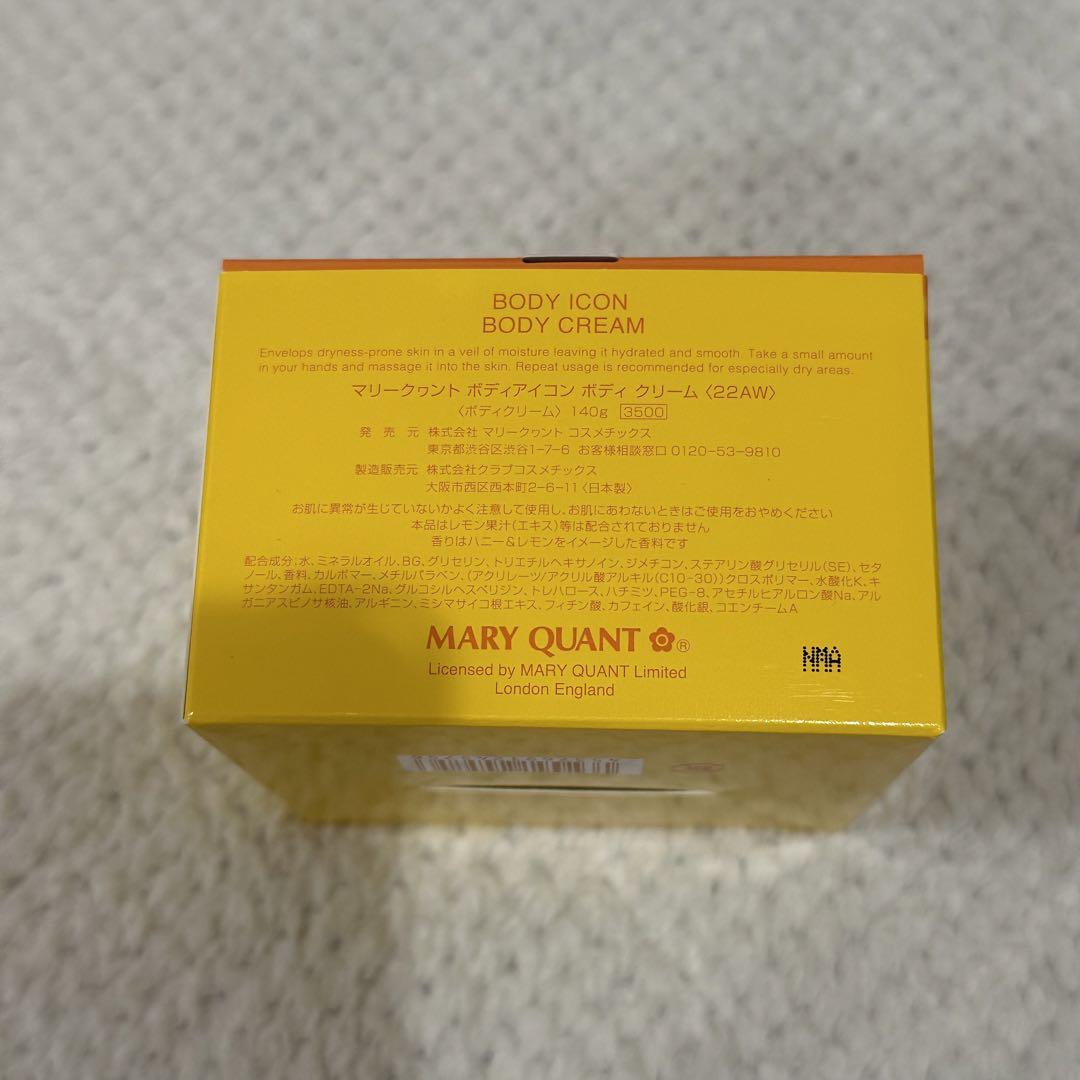 BODY ICON
BODY CREAM
Envelops dryness-prone skin in a veil of moisture leaving it hydrated and smooth. Take a small amount
in your hands and massage it into the skin. Repeat usage is recommended for especially dry areas.
マリークヮント ボディアイコン ボディ クリーム〈22AW〉
〈ボディクリーム〉 140g 3500
発売元 株式会社 マリークヮント コスメチックス
東京都渋谷区渋谷1-7-6 お客様相談窓口 0120-53-9810
製造販売元 株式会社クラブコスメチックス
大阪市西区西本町2-6-11〈日本製〉
お肌に異常が生じていないかよく注意して使用し、お肌にあわないときはご使用をおやめください
本品はレモン果汁(エキス)等は配合されておりません
香りはハニー&レモンをイメージした香料です
配合成分:水、ミネラルオイル、BG、グリセリン、トリエチルヘキサノイン、ジメチコン、ステアリン酸グリセリル(SE)、セタ
ノール、香料、カルボマー、メチルパラベン、(アクリレーツ/アクリル酸アルキル(C10-30))クロスポリマー、水酸化K、キ
サンタンガム、EDTA-2Na、グルコシルヘスペリジン、トレハロース、ハチミツ、PEG-8、アセチルヒアルロン酸Na、アル
ガニアスピノサ核油、アルギニン、ミシマサイコ根エキス、フィチン酸、カフェイン、酸化銀、コエンチームA
MARY QUANT ®
Licensed by MARY QUANT Limited
London England
NMA